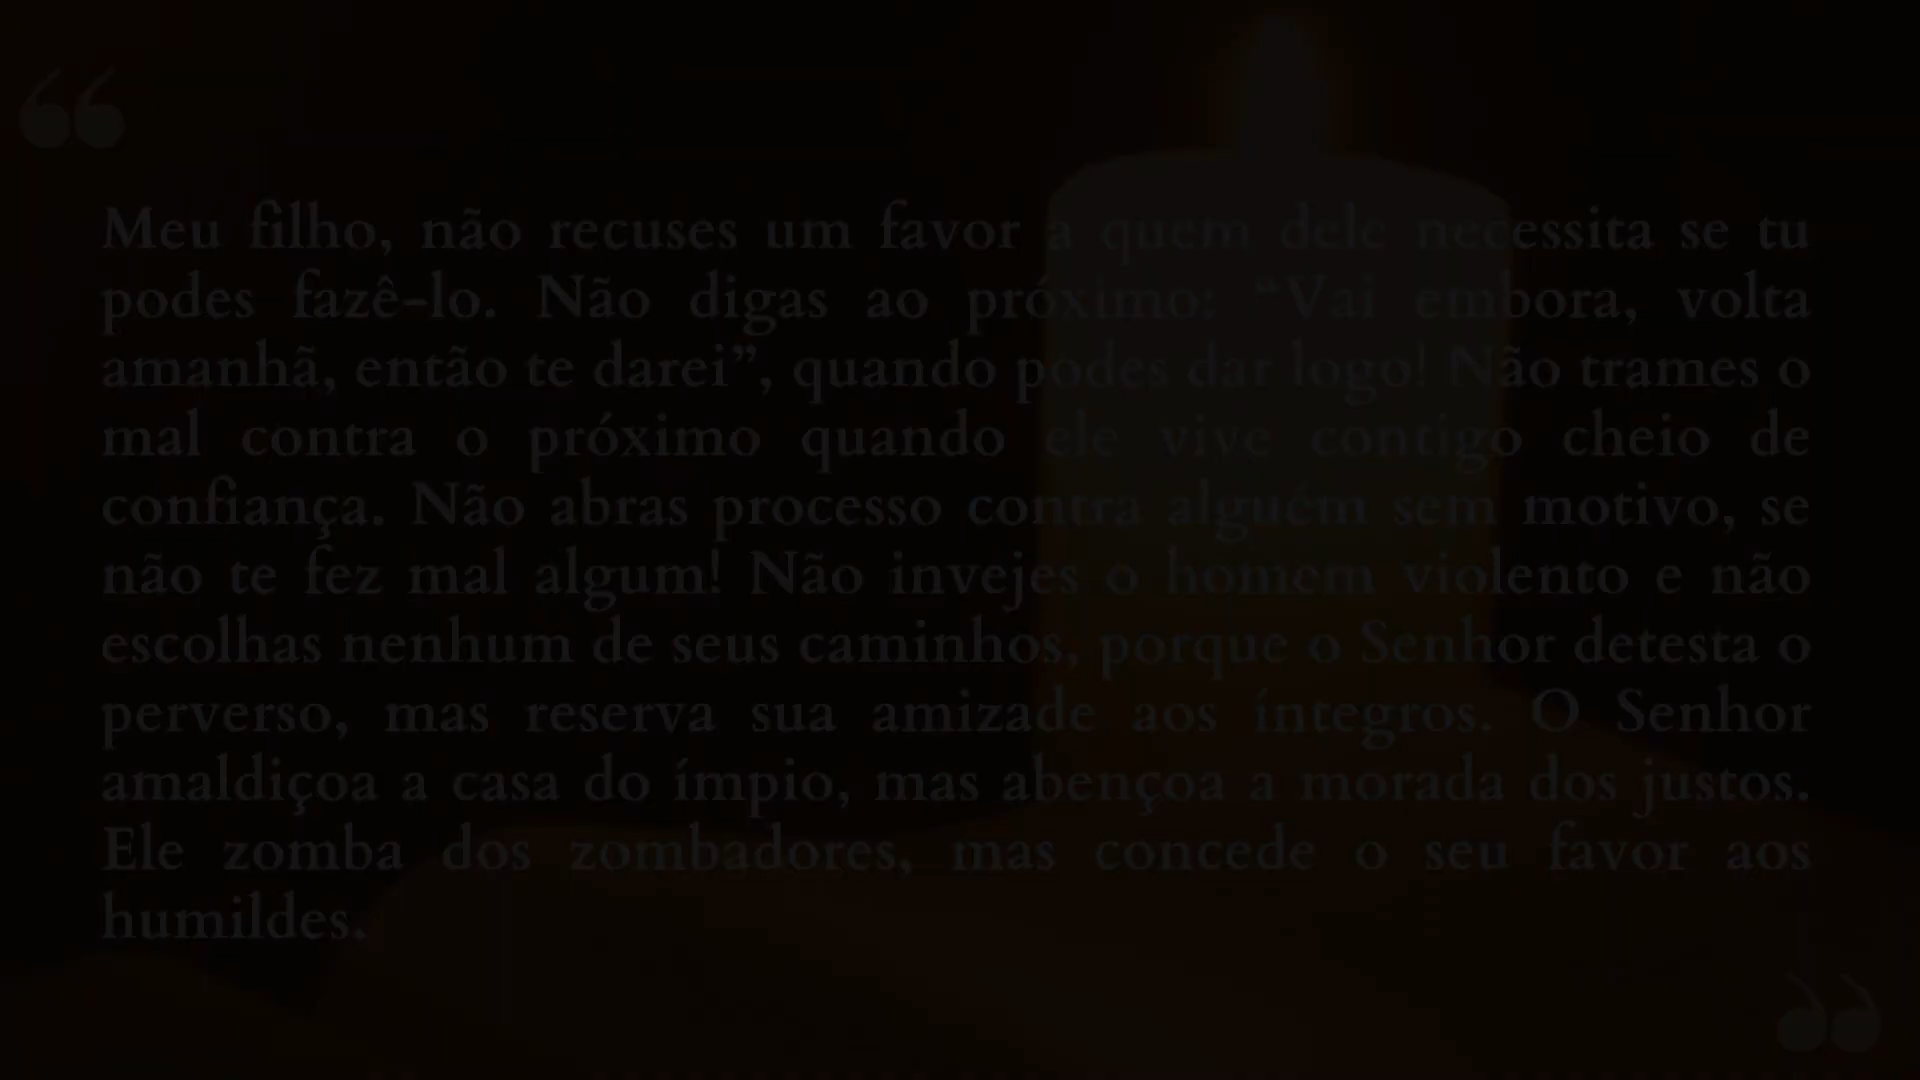 “
Meu filho, não recuses um favor a quem dele necessita se tu
podes fazê-lo. Não digas ao próximo: “Vai embora, volta
amanhã, então te darei”, quando podes dar logo! Não trames o
mal contra o próximo quando ele vive contigo cheio de
confiança. Não abras processo contra alguém sem motivo, se
não te fez mal algum! Não invejes o homem violento e não
escolhas nenhum de seus caminhos, porque o Senhor detesta o
perverso, mas reserva sua amizade aos íntegros. O Senhor
amaldiçoa a casa do ímpio, mas abençoa a morada dos justos.
Ele zomba dos zombadores, mas concede o seu favor aos
humildes.
”